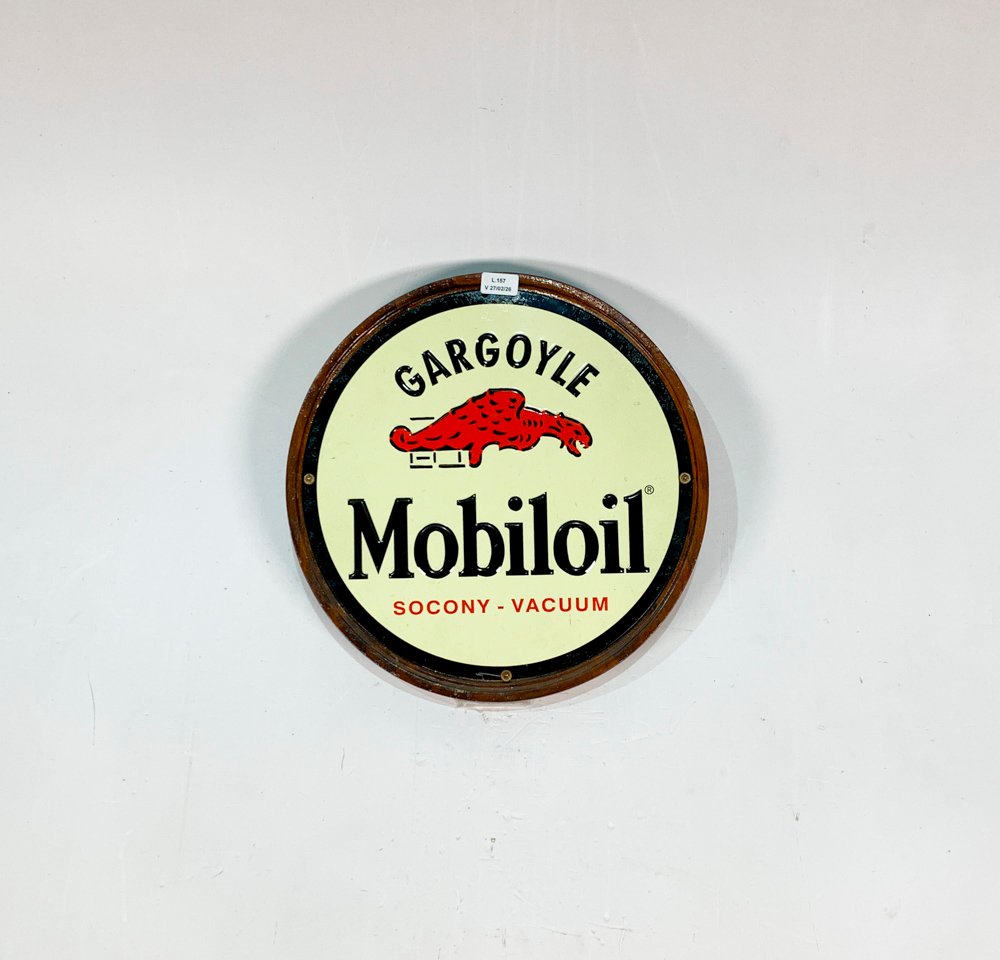 L.157
V 27/02/26
GARGOYLE
Mobiloil®
SOCONY - VACUUM